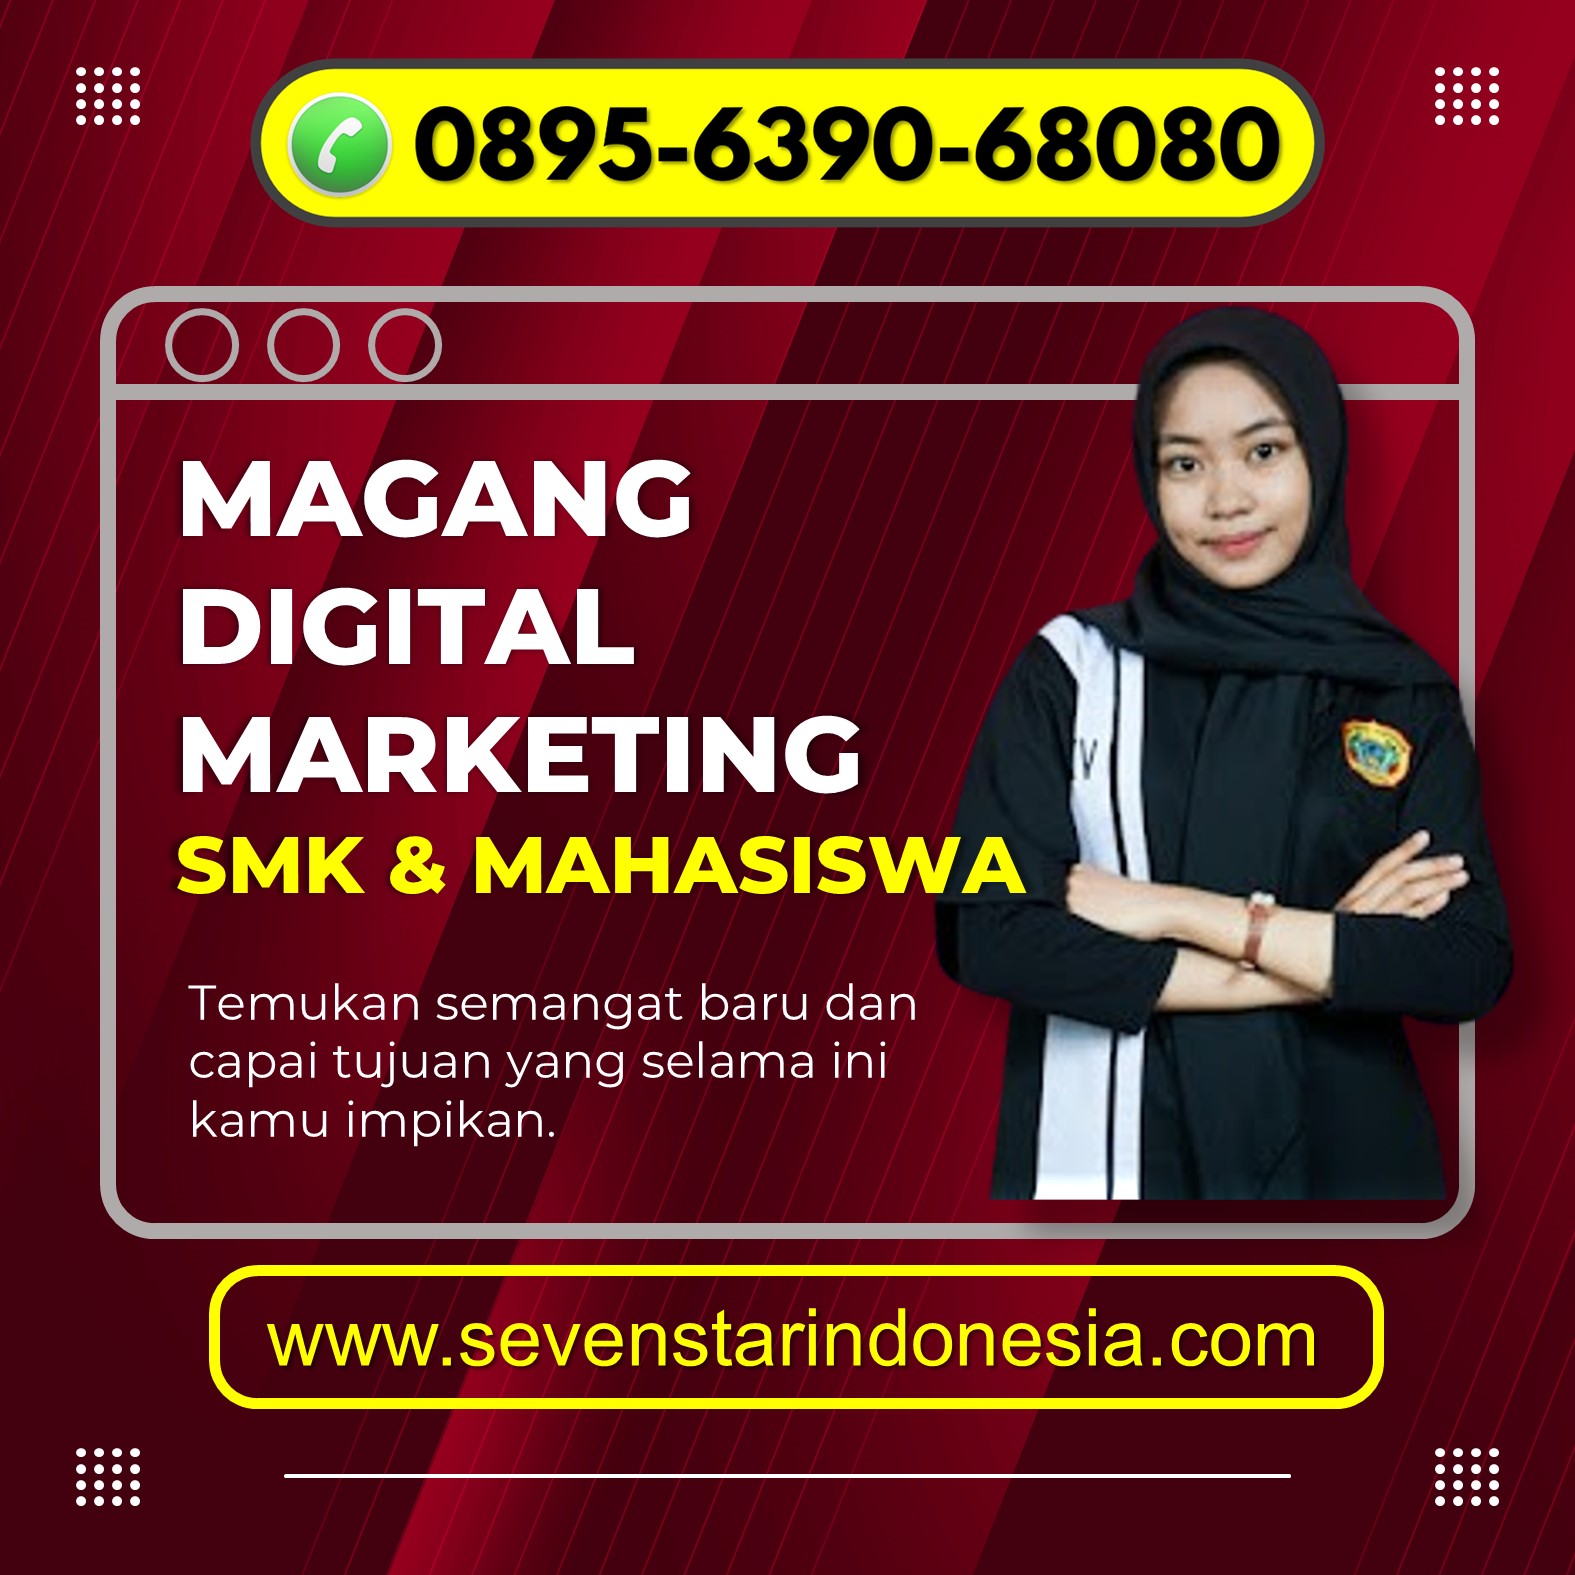 0895-6390-68080
MAGANG
DIGITAL
MARKETING
SMK & MAHASISWA
Temukan semangat baru dan
capai tujuan yang selama ini
kamu impikan.
www.sevenstarindonesia.com